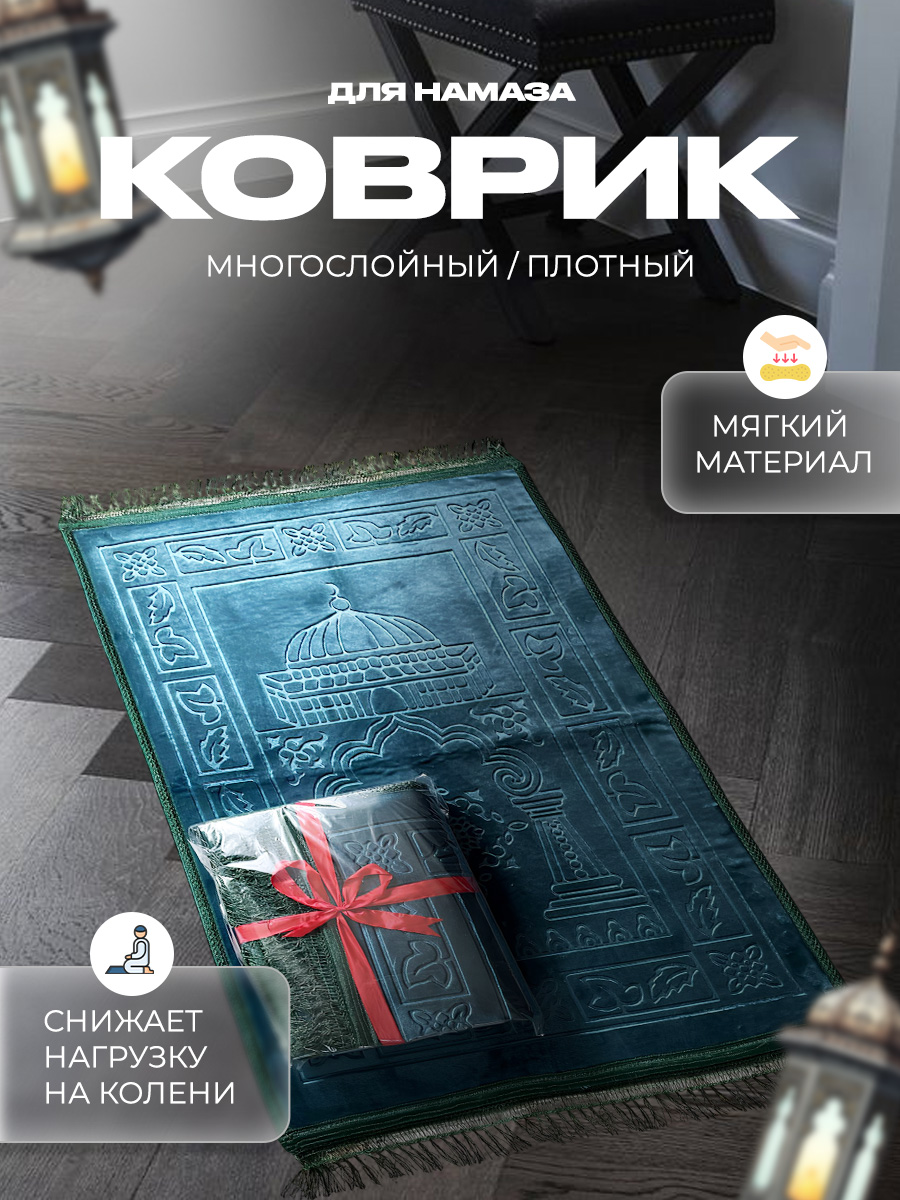 ДЛЯ НАМАЗА
КОВРИК
МНОГОСЛОЙНЫЙ / ПЛОТНЫЙ
МЯГКИЙ
МАТЕРИАЛ
СНИЖАЕТ
НАГРУЗКУ
НА КОЛЕНИ